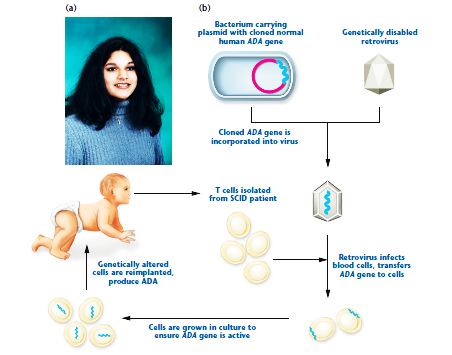 (a)
(b)
Bacterium carrying
plasmid with cloned normal
human ADA gene
Genetically disabled
retrovirus
Cloned ADA gene is
incorporated into virus
T cells isolated
from SCID patient
Genetically altered
cells are reimplanted,
produce ADA
Retrovirus infects
blood cells, transfers
ADA gene to cells
Cells are grown in culture to
ensure ADA gene is active